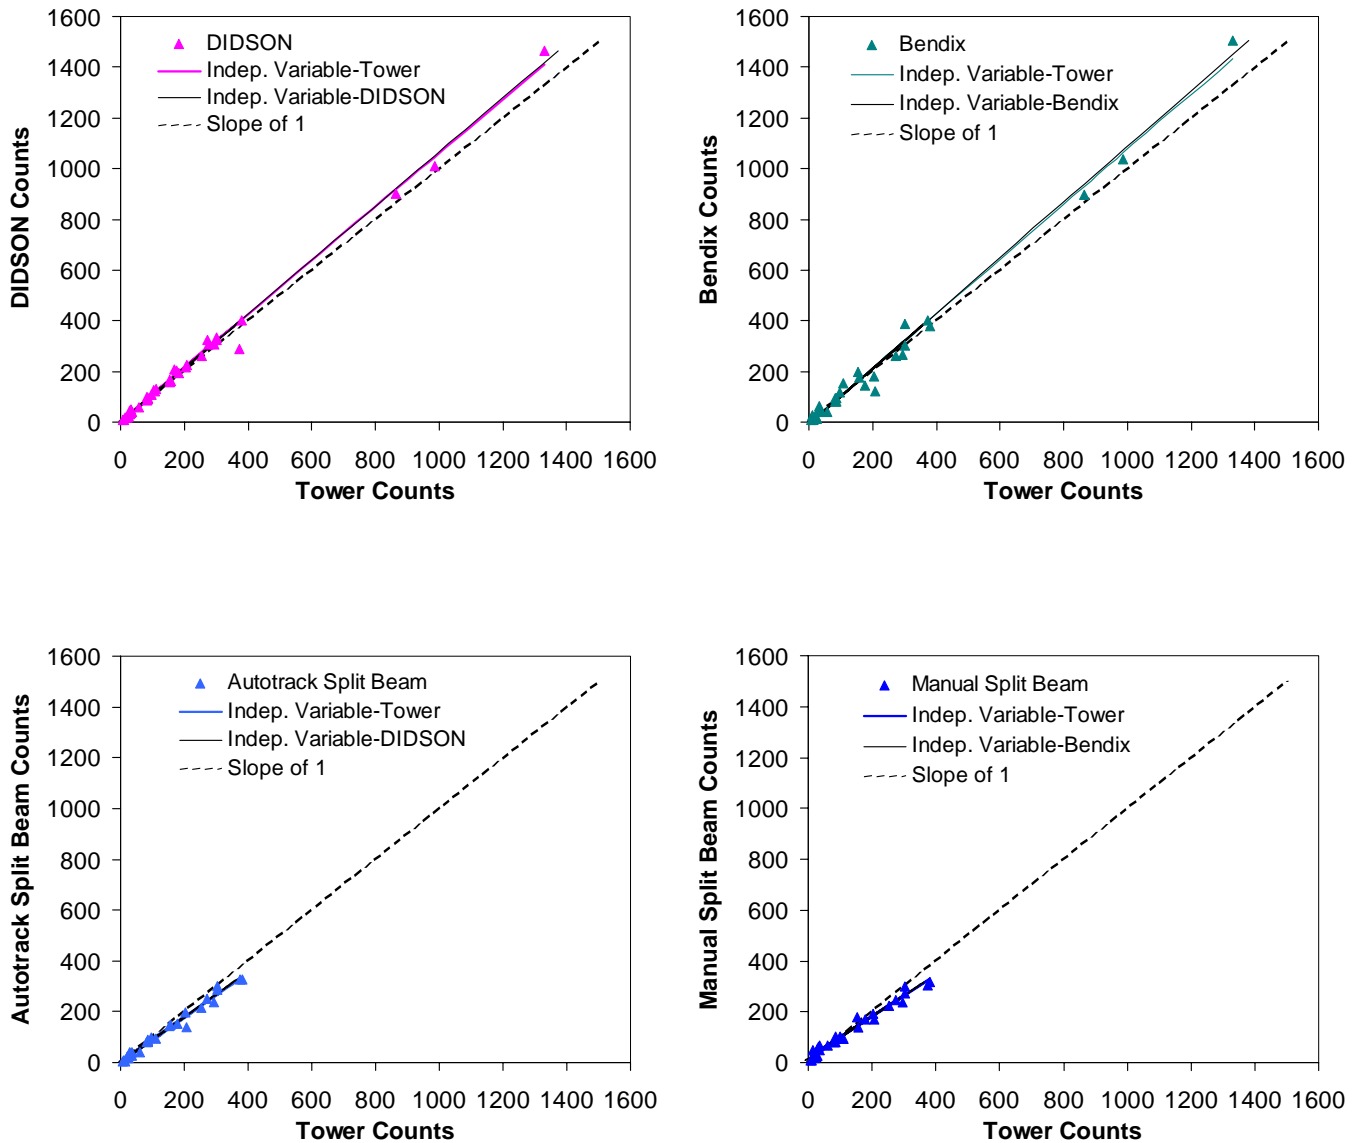 1600
1400
1200
1000
800
600
400
200
0
DIDSON Counts
DIDSON
Indep. Variable-Tower
Indep. Variable-DIDSON
Slope of 1
0 200 400 600 800 1000 1200 1400 1600
Tower Counts
1600
1400
1200
1000
800
600
400
200
0
Bendix Counts
Bendix
Indep. Variable-Tower
Indep. Variable-Bendix
Slope of 1
0 200 400 600 800 1000 1200 1400 1600
Tower Counts
1600
1400
1200
1000
800
600
400
200
0
Autotrack Split Beam Counts
Autotrack Split Beam
Indep. Variable-Tower
Indep. Variable-DIDSON
Slope of 1
0 200 400 600 800 1000 1200 1400 1600
Tower Counts
1600
1400
1200
1000
800
600
400
200
0
Manual Split Beam Counts
Manual Split Beam
Indep. Variable-Tower
Indep. Variable-Bendix
Slope of 1
0 200 400 600 800 1000 1200 1400 1600
Tower Counts